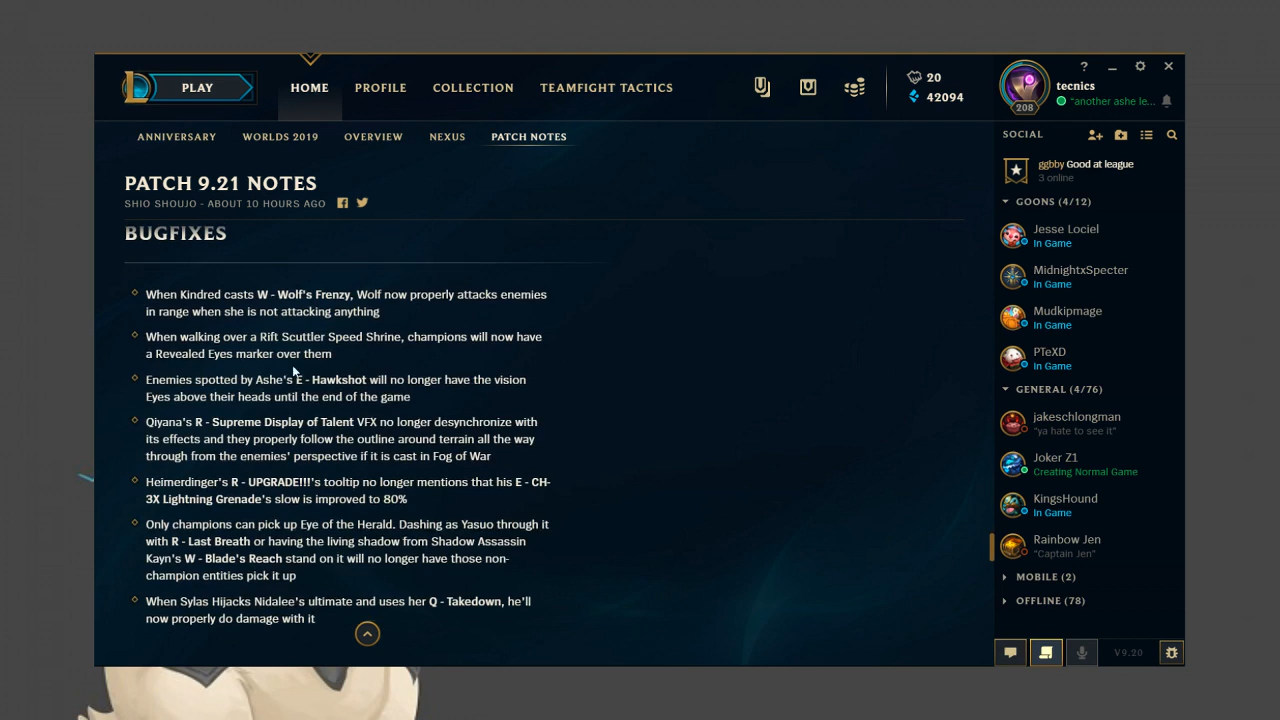 PLAY
HOME
PROFILE
COLLECTION
TEAMFIGHT TACTICS
20
42094
?
208
tecnics
"another ashe le...
ANNIVERSARY
WORLDS 2019
OVERVIEW
NEXUS
PATCH NOTES
PATCH 9.21 NOTES
SHIO SHOUJO - ABOUT 10 HOURS AGO
BUGFIXES
When Kindred casts W - Wolf's Frenzy, Wolf now properly attacks enemies
in range when she is not attacking anything
When walking over a Rift Scuttler Speed Shrine, champions will now have
a Revealed Eyes marker over them
Enemies spotted by Ashe's E - Hawkshot will no longer have the vision
Eyes above their heads until the end of the game
Qiyana's R - Supreme Display of Talent VFX no longer desynchronize with
its effects and they properly follow the outline around terrain all the way
through from the enemies' perspective if it is cast in Fog of War
Heimerdinger's R - UPGRADE!!!'s tooltip no longer mentions that his E - CH-
3X Lightning Grenade's slow is improved to 80%
Only champions can pick up Eye of the Herald. Dashing as Yasuo through it
with R - Last Breath or having the living shadow from Shadow Assassin
Kayn's W - Blade's Reach stand on it will no longer have those non-
champion entities pick it up
When Sylas Hijacks Nidalee's ultimate and uses her Q - Takedown, he'll
now properly do damage with it
SOCIAL
ggbby Good at league
3 online
GOONS (4/12)
Jesse Lociel
In Game
MidnightxSpecter
In Game
Mudkipmage
In Game
PTeXD
In Game
GENERAL (4/76)
jakeschlongman
"ya hate to see it"
Joker Z1
Creating Normal Game
KingsHound
In Game
Rainbow Jen
"Captain Jen"
MOBILE (2)
OFFLINE (78)
V9.20